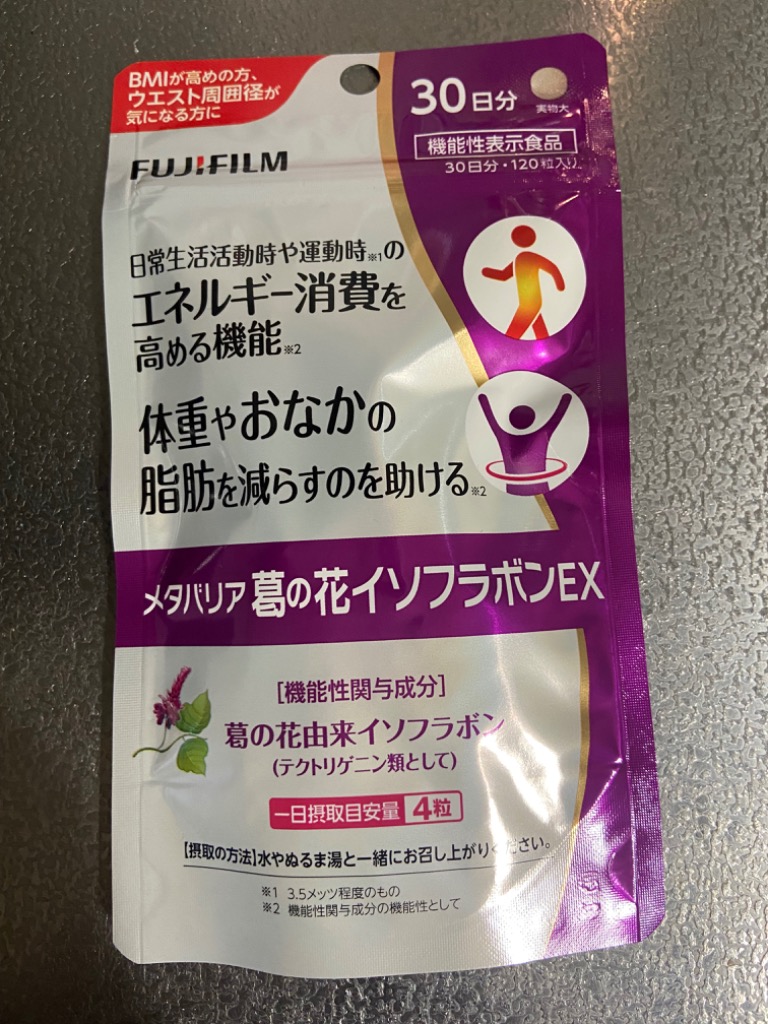 BMIが高めの方、
ウエスト周囲径が
気になる方に
30日分
実物大
機能性表示食品
30日分・120粒入り
FUJIFILM
日常生活活動時や運動時※1の
エネルギー消費を
高める機能※2
体重やおなかの
脂肪を減らすのを助ける※2
メタバリア 葛の花イソフラボンEX
[機能性関与成分]
葛の花由来イソフラボン
(テクトリゲニン類として)
一日摂取目安量 4粒
【摂取の方法】水やぬるま湯と一緒にお召し上がりください。
※1 3.5メッツ程度のもの
※2 機能性関与成分の機能性として